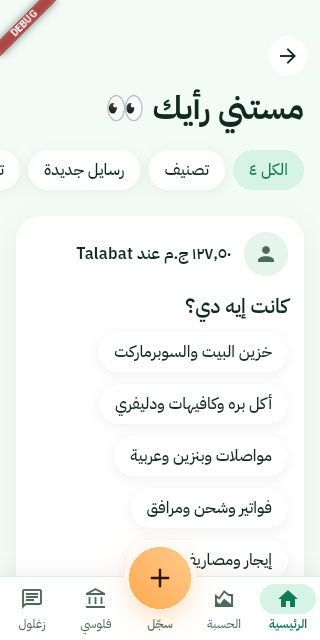 DEBUG
مستني رأيك 👀
الكل ٤
تصنيف
رسايل جديدة
١٢٧,٥٠ ج.م عند Talabat
كانت إيه دي؟
خزين البيت والسوبرماركت
أكل بره وكافيهات ودليفري
مواصلات وبنزين وعربية
فواتير وشحن ومرافق
إيجار ومصاريف
الرئيسية
الحسبة
سجّل
فلوسي
زغلول